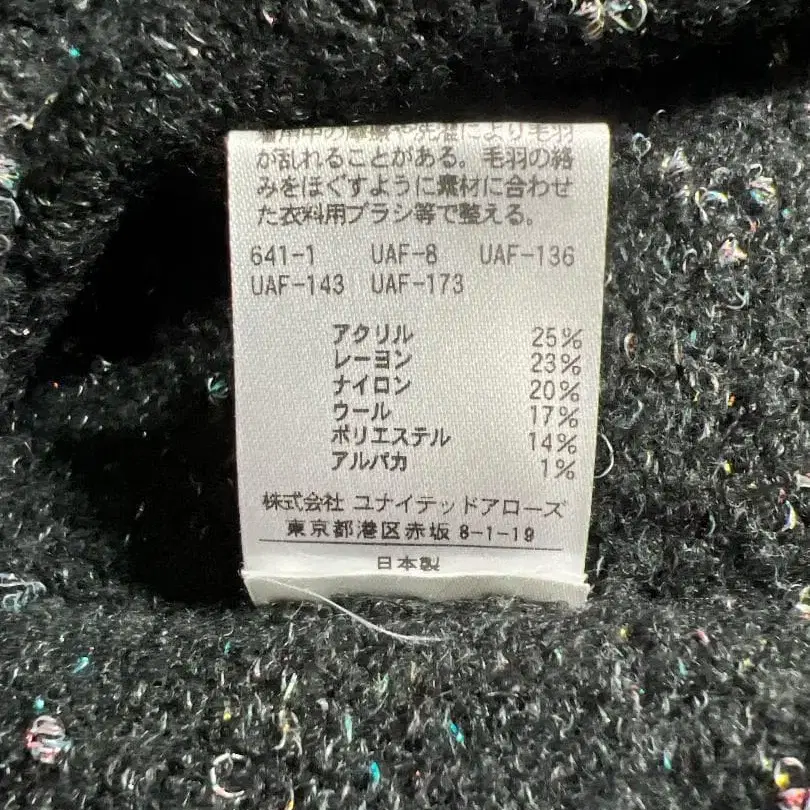 着用中の摩擦や洗濯により毛羽
が乱れることがある。毛羽の絡
みをほぐすように素材に合わせ
た衣料用ブラシ等で整える。
641-1 UAF-8 UAF-136
UAF-143 UAF-173
アクリル 25%
レーヨン 23%
ナイロン 20%
ウール 17%
ポリエステル 14%
アルパカ 1%
株式会社 ユナイテッドアローズ
東京都港区赤坂 8-1-19
日本製